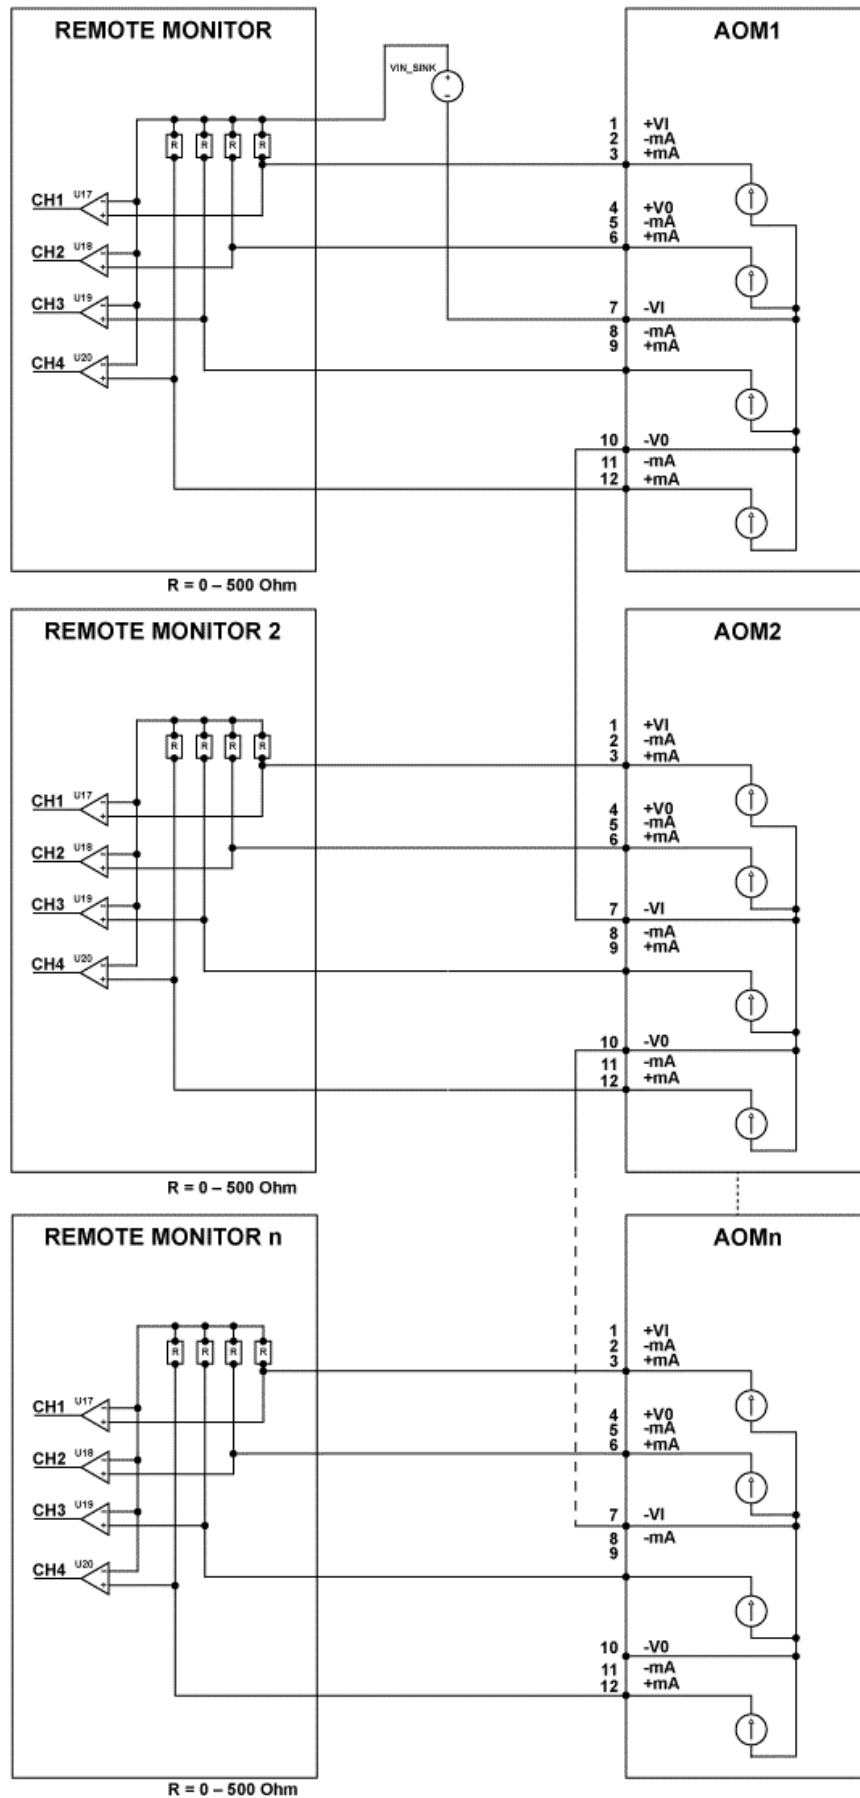 REMOTE MONITOR
AOM1
VIN_SINK
+
-
R R R R
1 +VI
2 -mA
3 +mA
CH1 U17
- +
4 +V0
5 -mA
6 +mA
CH2 U18
- +
CH3 U19
- +
7 -VI
8 -mA
9 +mA
CH4 U20
- +
10 -V0
11 -mA
12 +mA
R = 0 – 500 Ohm
REMOTE MONITOR 2
AOM2
R R R R
1 +VI
2 -mA
3 +mA
CH1 U17
- +
4 +V0
5 -mA
6 +mA
CH2 U18
- +
CH3 U19
- +
7 -VI
8 -mA
9 +mA
CH4 U20
- +
10 -V0
11 -mA
12 +mA
R = 0 – 500 Ohm
REMOTE MONITOR n
AOMn
R R R R
1 +VI
2 -mA
3 +mA
CH1 U17
- +
4 +V0
5 -mA
6 +mA
CH2 U18
- +
CH3 U19
- +
7 -VI
8 -mA
9
CH4 U20
- +
10 -V0
11 -mA
12 +mA
R = 0 – 500 Ohm